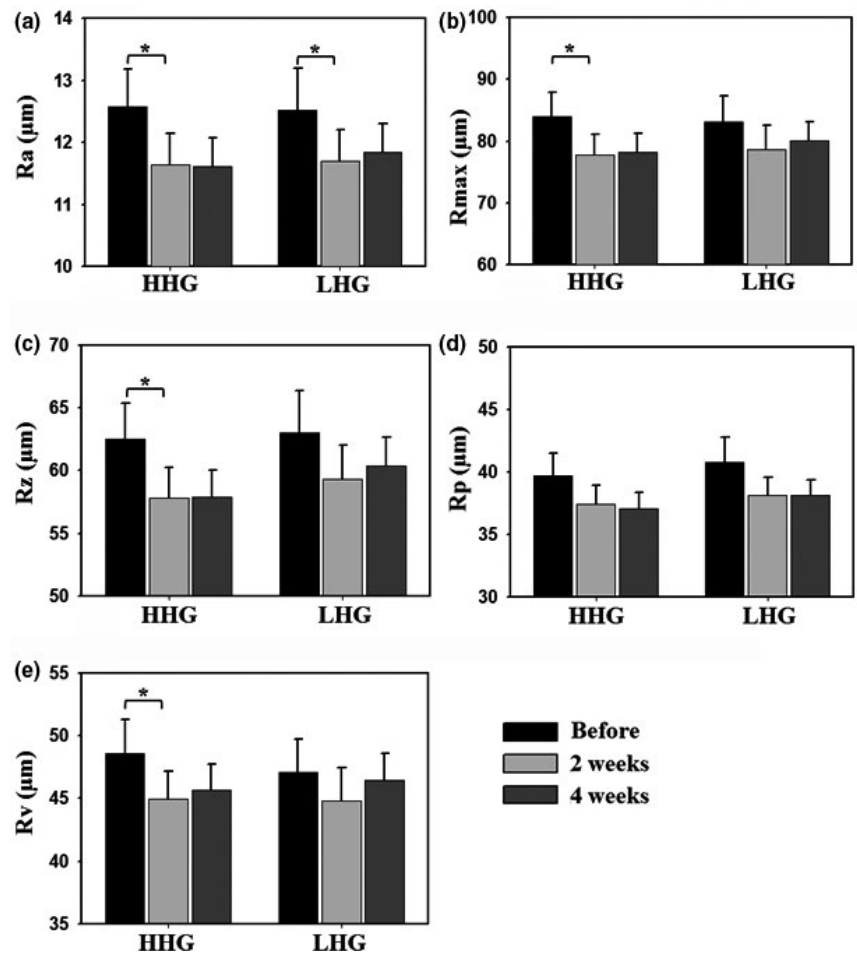 (a)
14
13
12
11
10
Ra (µm)
*
*
HHG
LHG
(b)
100
90
80
70
60
Rmax (µm)
*
HHG
LHG
(c)
70
65
60
55
50
Rz (µm)
*
HHG
LHG
(d)
50
45
40
35
30
Rp (µm)
HHG
LHG
(e)
55
50
45
40
35
Rv (µm)
*
HHG
LHG
Before
2 weeks
4 weeks